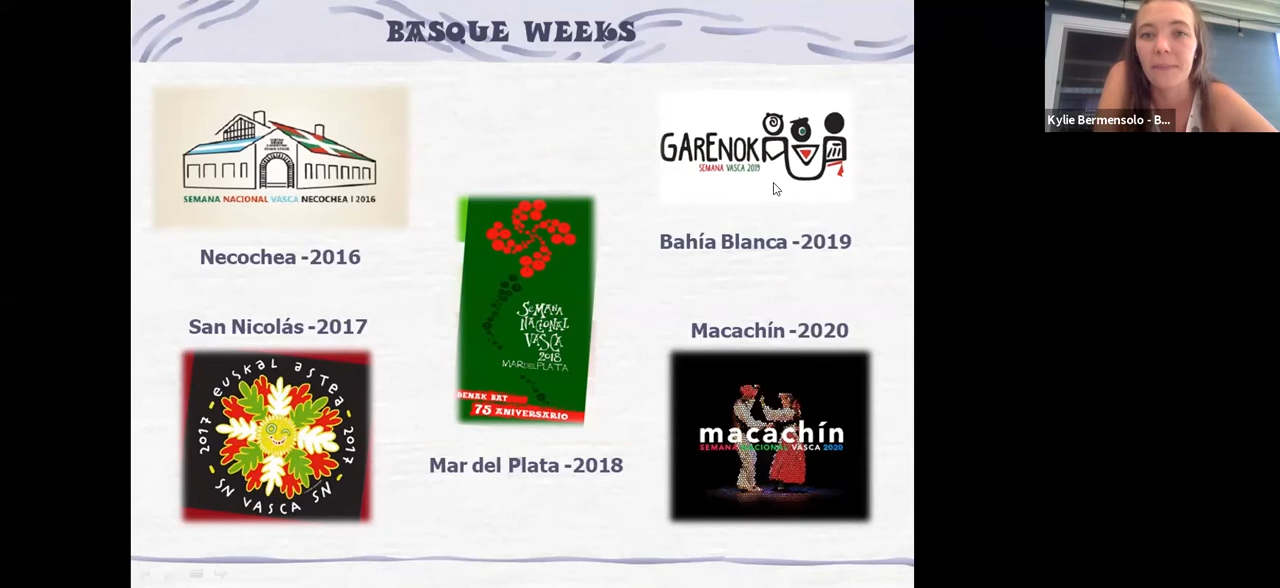 BASQUE WEEKS
SEMANA NACIONAL VASCA NECOCHEA I 2016
Necochea -2016
San Nicolás -2017
euskal astea
2017
2017
SN VASCA SN
SEMANA
NACIONAL
VASCA
2018
MAR DEL PLATA
DENAK BAT
75 ANIVERSARIO
Mar del Plata -2018
GARENOK
SEMANA VASCA 2019
Bahía Blanca -2019
Macachín -2020
macachín
SEMANA NACIONAL VASCA 2020
Kylie Bermensolo - B...